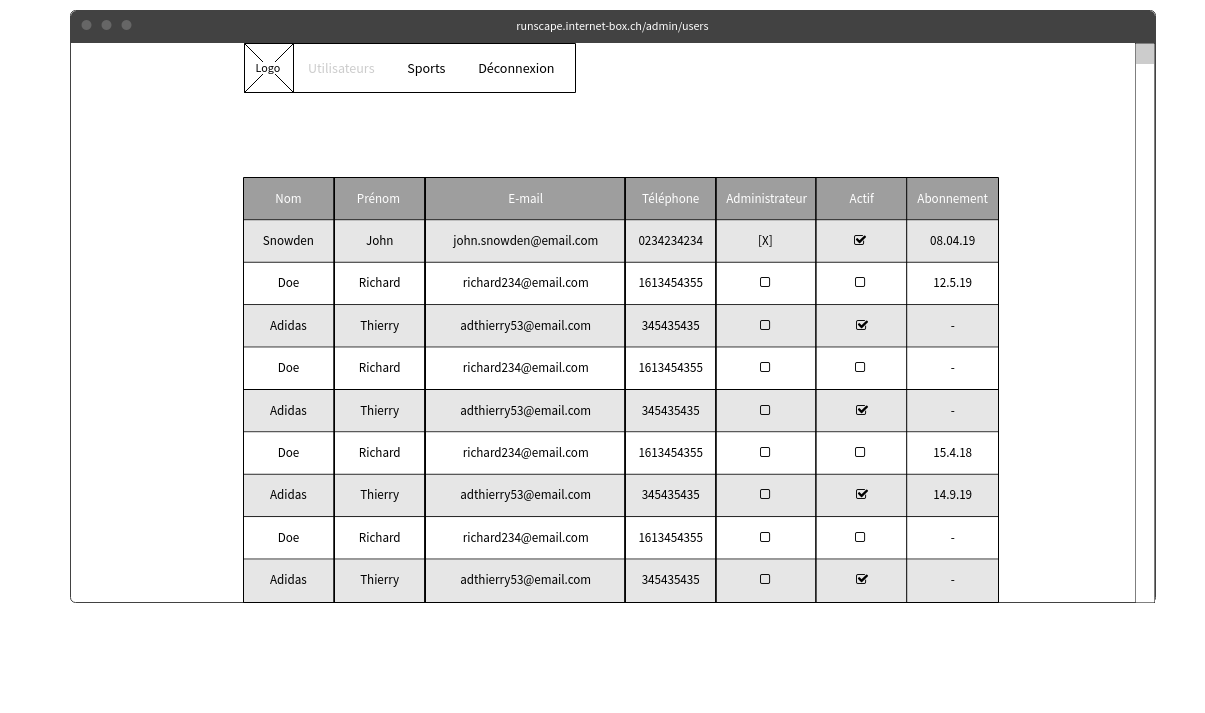 runscape.internet-box.ch/admin/users
Logo Utilisateurs Sports Déconnexion
Nom Prénom E-mail Téléphone Administrateur Actif Abonnement
Snowden John john.snowden@email.com 0234234234 [X] 08.04.19
Doe Richard richard234@email.com 1613454355 12.5.19
Adidas Thierry adthierry53@email.com 345435435 -
Doe Richard richard234@email.com 1613454355 -
Adidas Thierry adthierry53@email.com 345435435 -
Doe Richard richard234@email.com 1613454355 15.4.18
Adidas Thierry adthierry53@email.com 345435435 14.9.19
Doe Richard richard234@email.com 1613454355 -
Adidas Thierry adthierry53@email.com 345435435 -